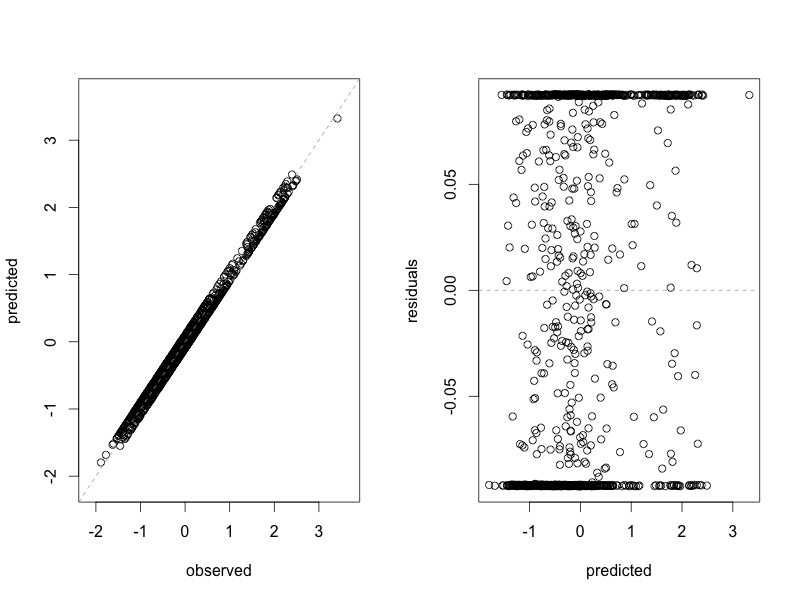 3
2
1
0
-1
-2
predicted
-2 -1 0 1 2 3
observed
0.05
0.00
-0.05
residuals
-1 0 1 2 3
predicted